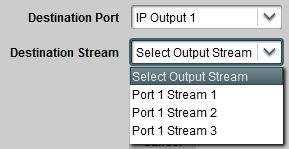 Destination Port IP Output 1
Destination Stream Select Output Stream
Select Output Stream
Port 1 Stream 1
Port 1 Stream 2
Port 1 Stream 3